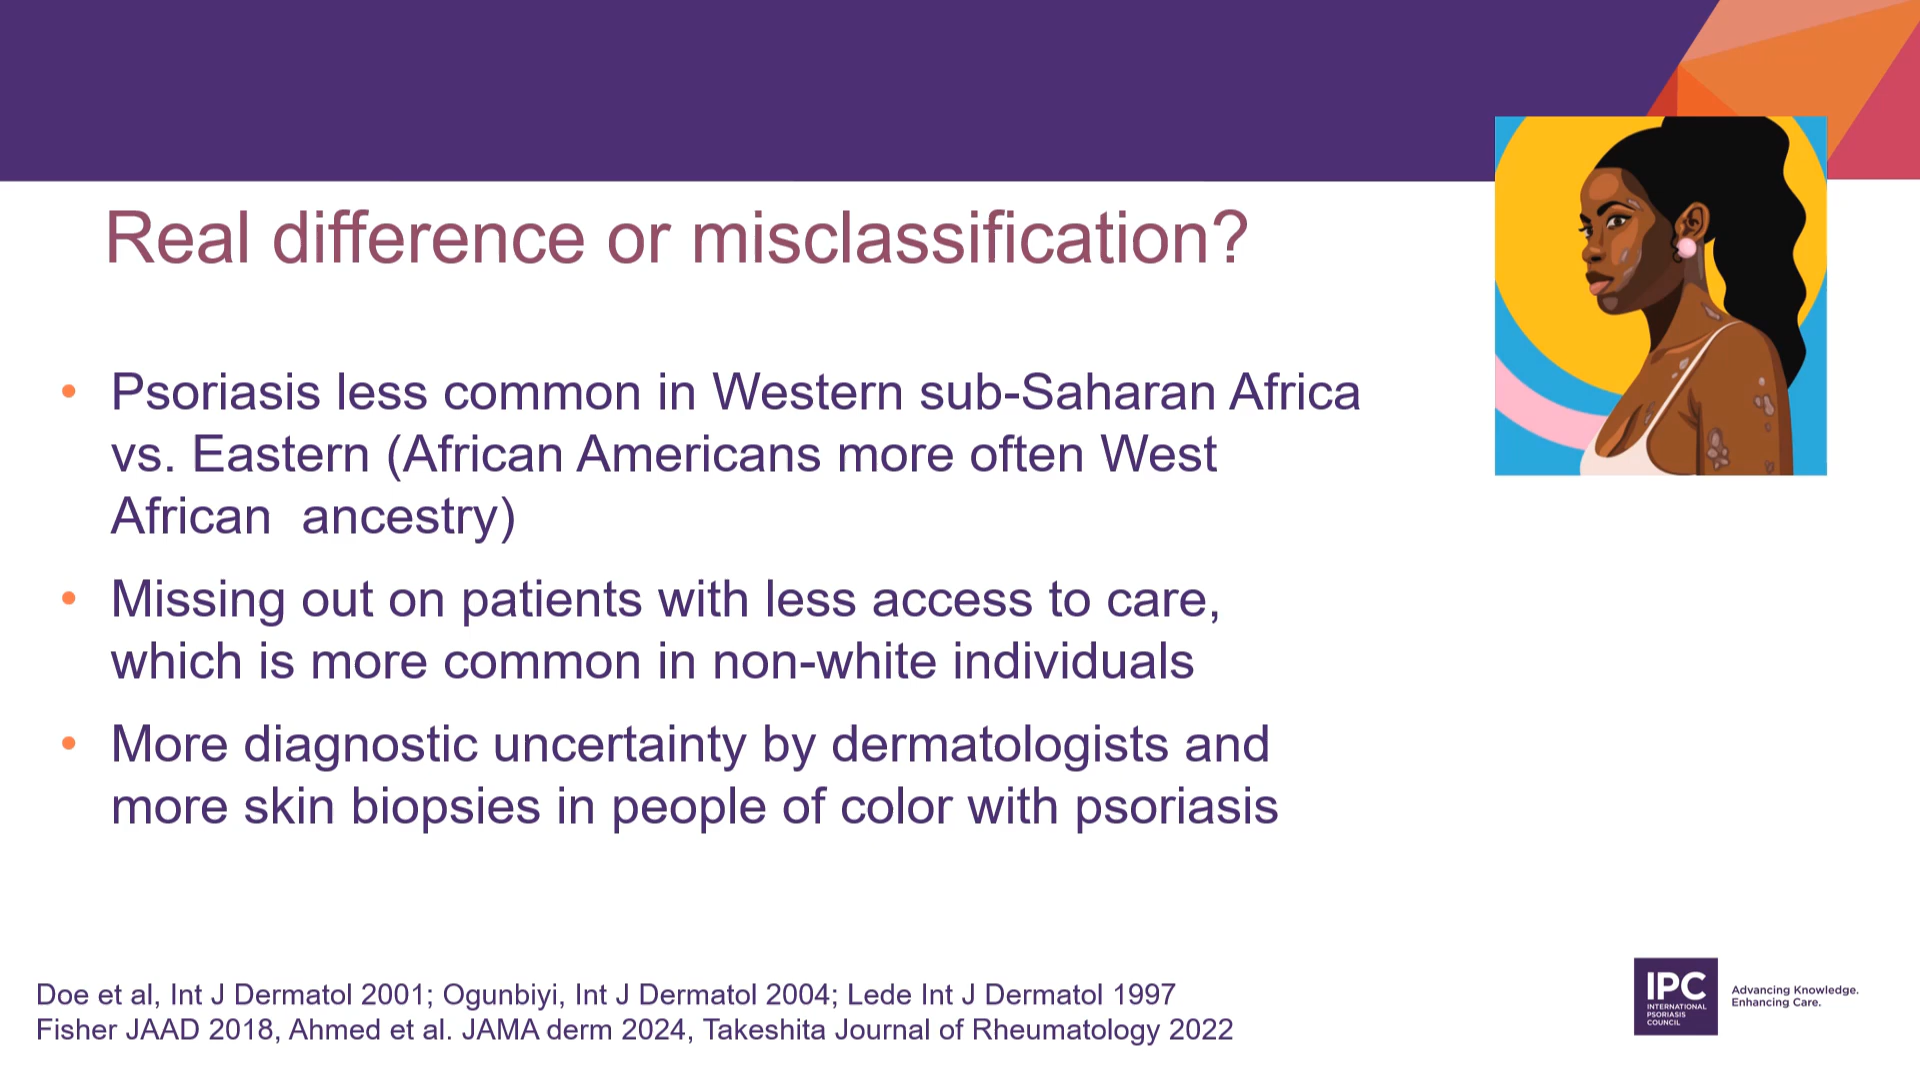 Real difference or misclassification?
• Psoriasis less common in Western sub-Saharan Africa
vs. Eastern (African Americans more often West
African  ancestry)
• Missing out on patients with less access to care,
which is more common in non-white individuals
• More diagnostic uncertainty by dermatologists and
more skin biopsies in people of color with psoriasis
Doe et al, Int J Dermatol 2001; Ogunbiyi, Int J Dermatol 2004; Lede Int J Dermatol 1997
Fisher JAAD 2018, Ahmed et al. JAMA derm 2024, Takeshita Journal of Rheumatology 2022
IPC
INTERNATIONAL
PSORIASIS
COUNCIL
Advancing Knowledge.
Enhancing Care.